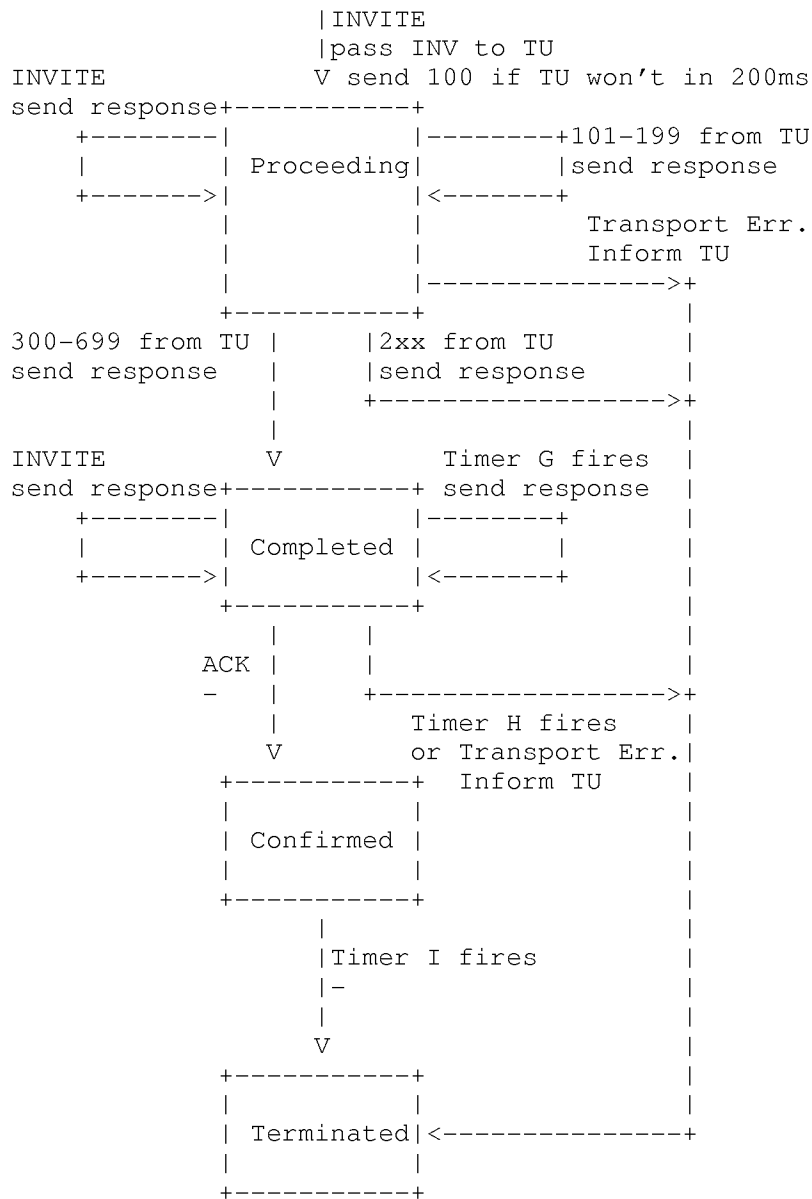 |INVITE
|pass INV to TU
INVITE             V send 100 if TU won't in 200ms
send response+-----------+
+--------|           |--------+101-199 from TU
|        | Proceeding|        |send response
+------->|           |<-------+
|           |          Transport Err.
|           |          Inform TU
|           |--------------->+
+-----------+                |
300-699 from TU |     |2xx from TU        |
send response   |     |send response      |
|     +------------------>+
|                         |
INVITE          V          Timer G fires  |
send response+-----------+ send response  |
+--------|           |--------+       |
|        | Completed |        |       |
+------->|           |<-------+       |
+-----------+                |
|     |                   |
ACK |     |                   |
-   |     +------------------>+
|        Timer H fires    |
V        or Transport Err.|
+-----------+  Inform TU     |
|           |                |
| Confirmed |                |
|           |                |
+-----------+                |
|                      |
|Timer I fires         |
|-                     |
|                      |
V                      |
+-----------+                |
|           |                |
| Terminated|<---------------+
|           |
+-----------+